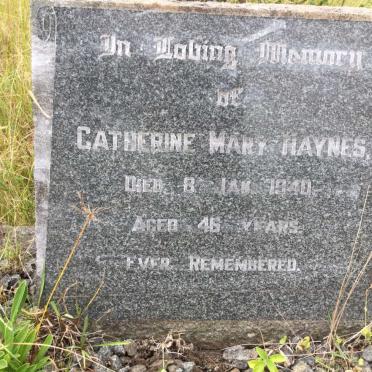 In Loving Memory
of
CATHERINE MARY HAYNES,
DIED 8 JAN. 1940.
AGED 46 YEARS.
EVER REMEMBERED.